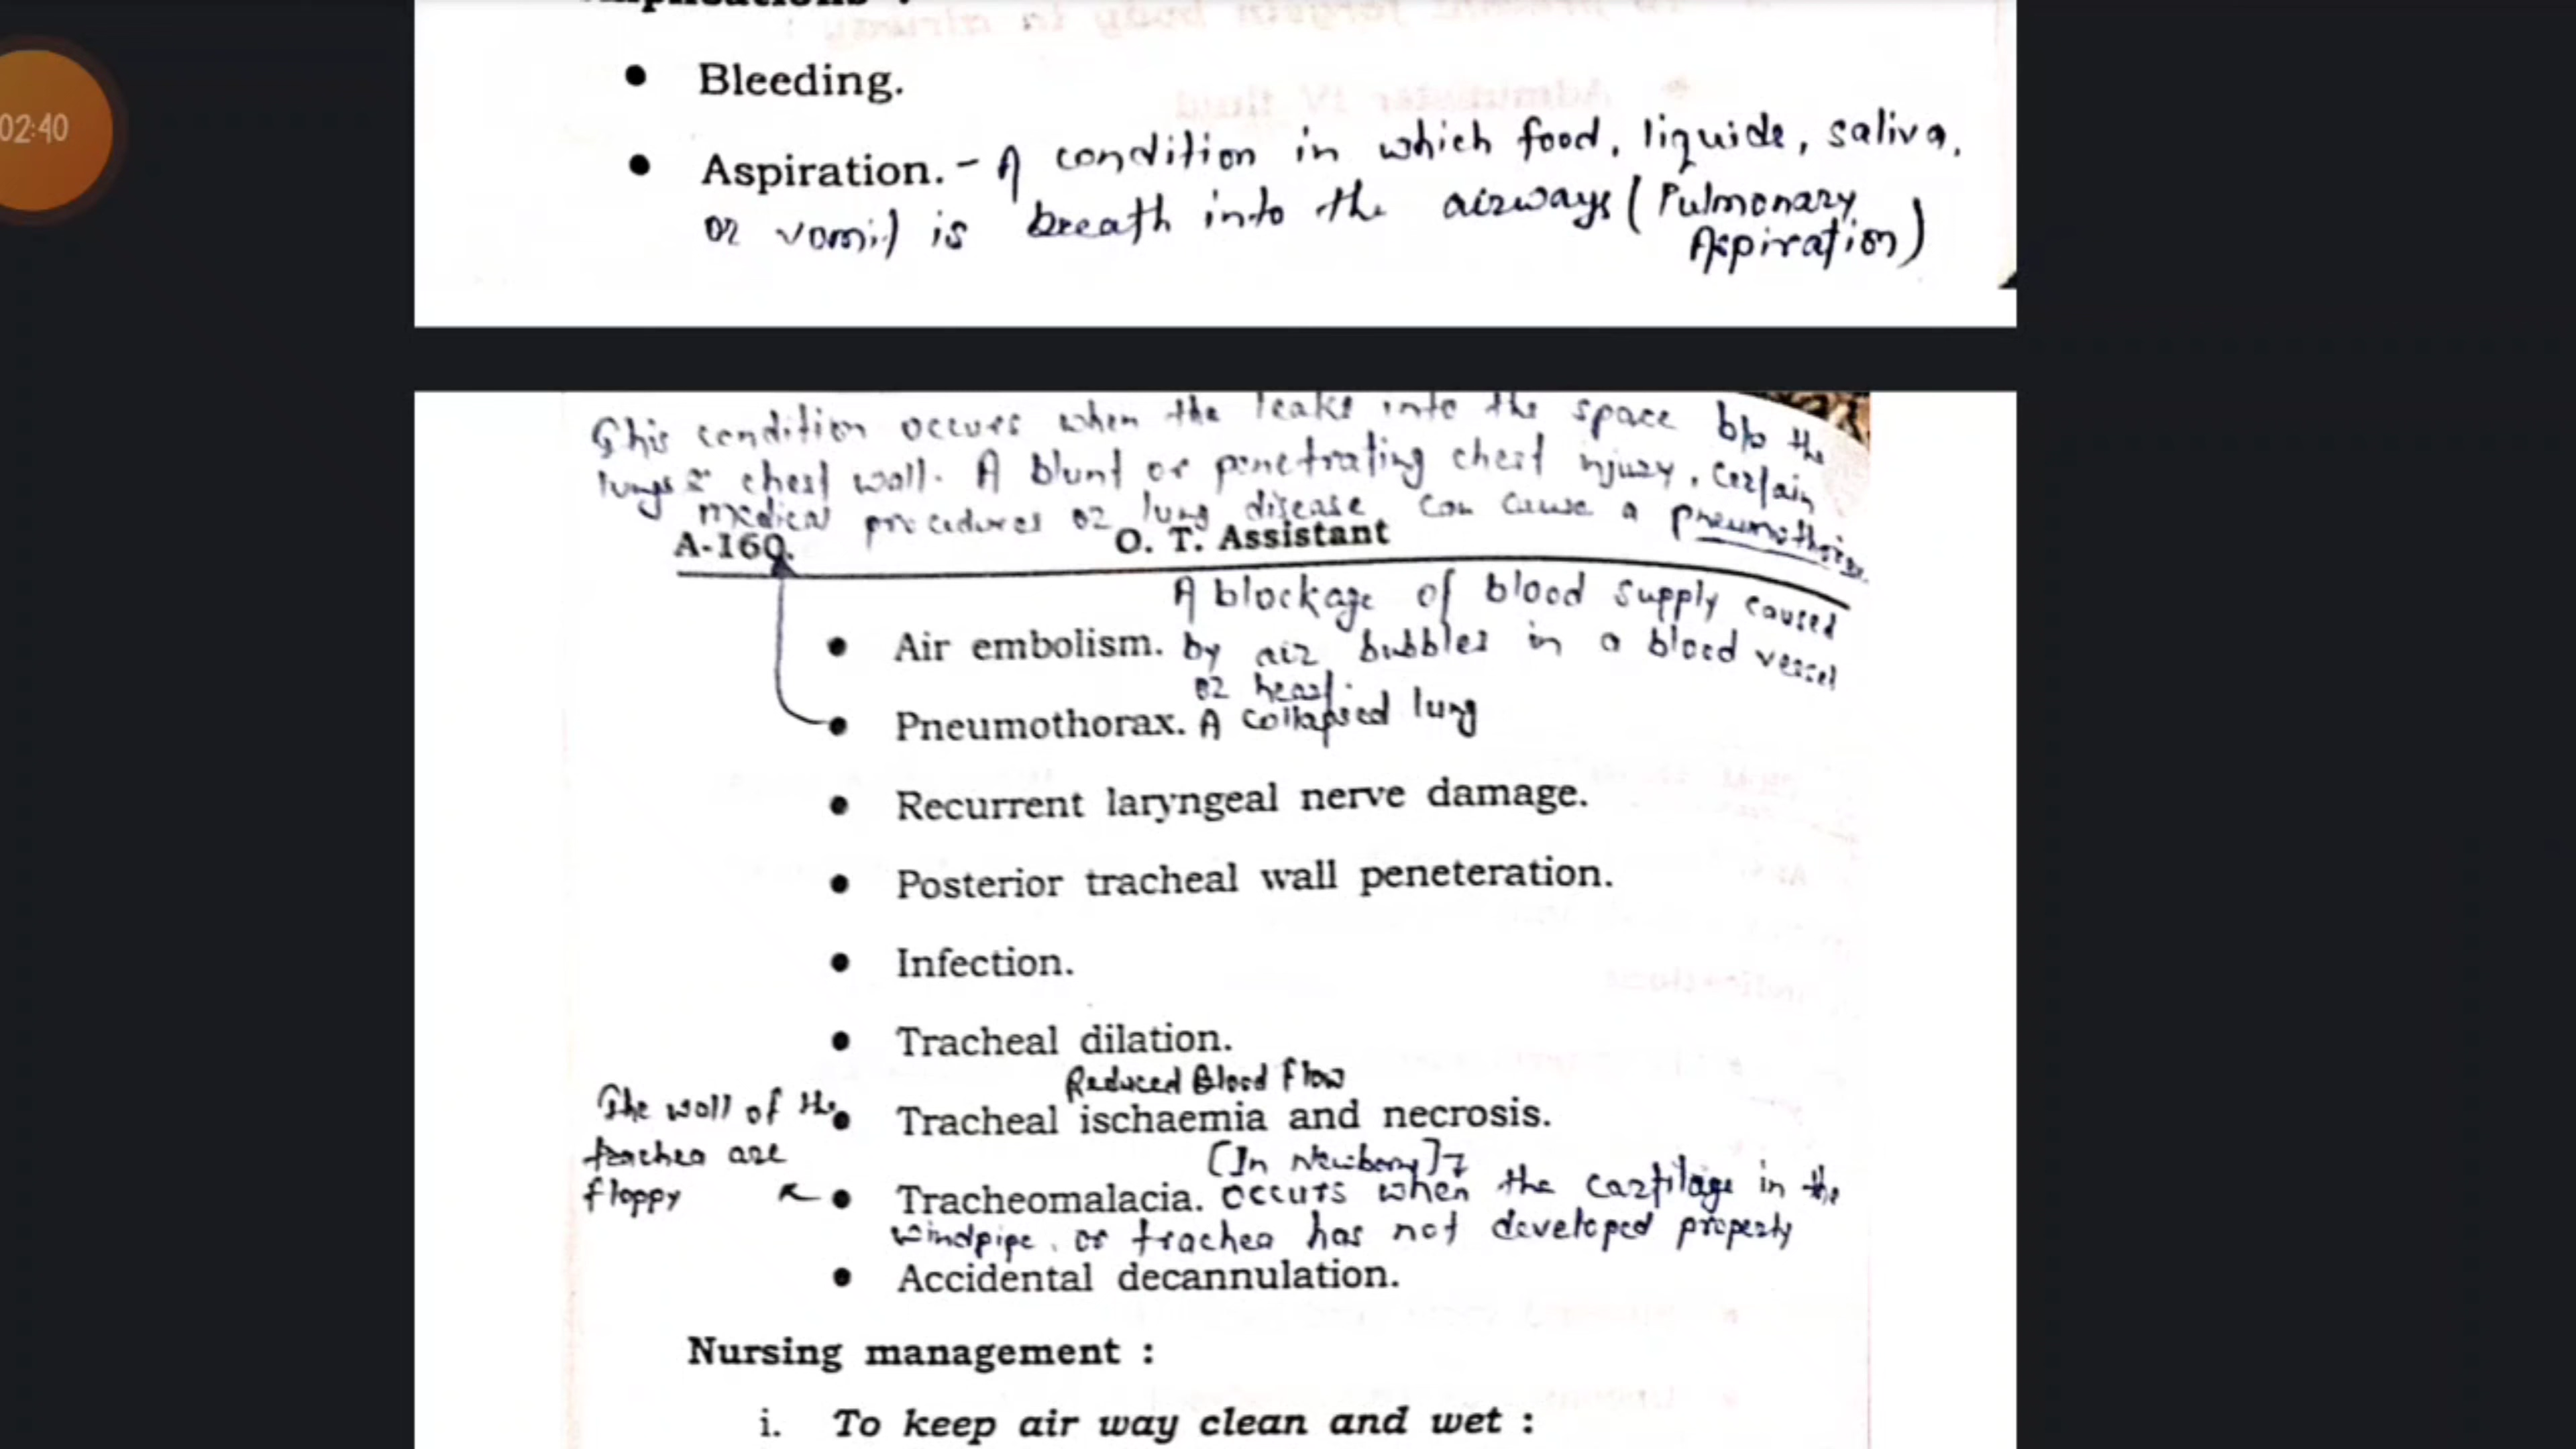 02:40
Bleeding.
Aspiration. - A condition in which food, liquide, saliva,
or vomit is breath into the airways (Pulmonary
Aspiration)
This condition occurs when the leaks into the space b/w the
lungs & chest wall. A blunt or penetrating chest injury, certain
medical procedures or lung disease can cause a pneumothorax.
A-160. O. T. Assistant
A blockage of blood supply caused
Air embolism. by air bubbles in a blood vessel
or heart.
Pneumothorax. A collapsed lung
Recurrent laryngeal nerve damage.
Posterior tracheal wall peneteration.
Infection.
Tracheal dilation.
Reduced Blood Flow
Tracheal ischaemia and necrosis.
The wall of the
trachea are
floppy
[In Newborn]
Tracheomalacia. occurs when the cartilage in the
windpipe, or trachea has not developed properly
Accidental decannulation.
Nursing management :
i. To keep air way clean and wet :